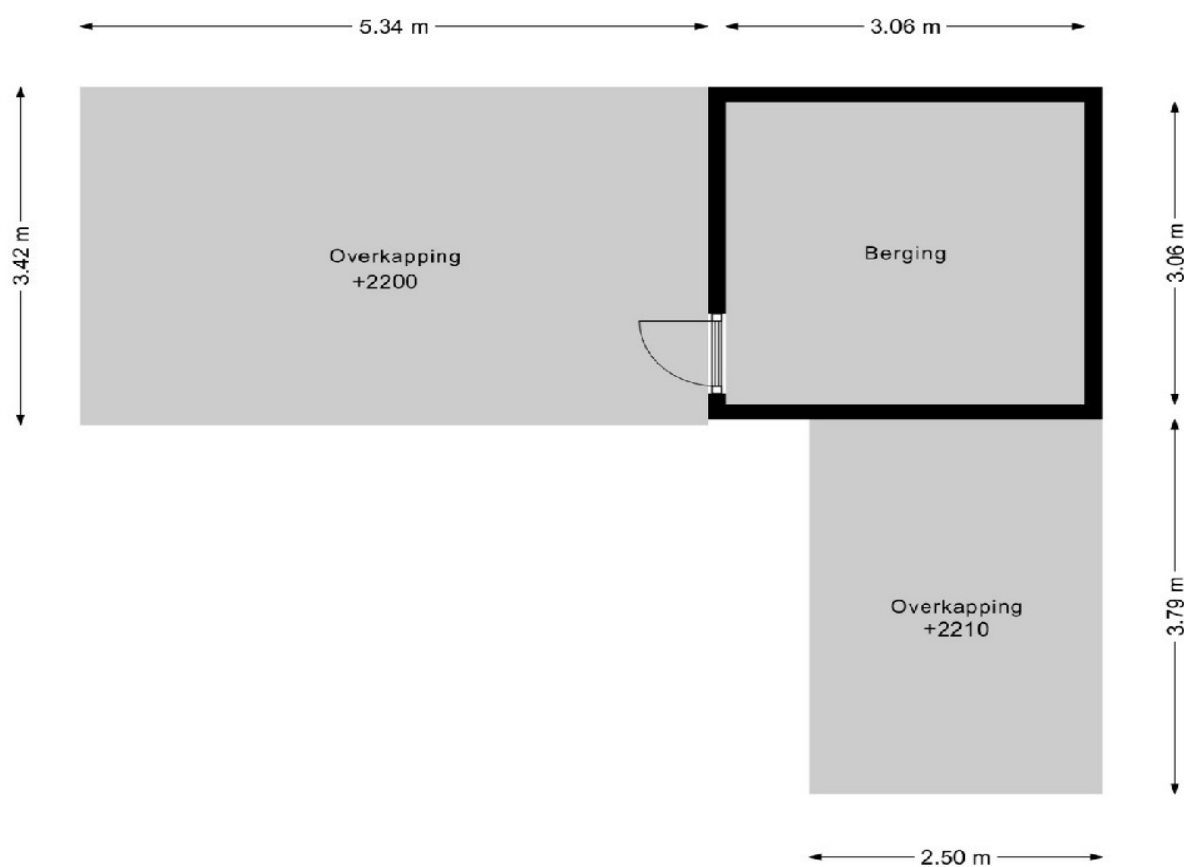 5.34 m
3.06 m
3.42 m
Overkapping
+2200
Berging
3.06 m
Overkapping
+2210
3.79 m
2.50 m